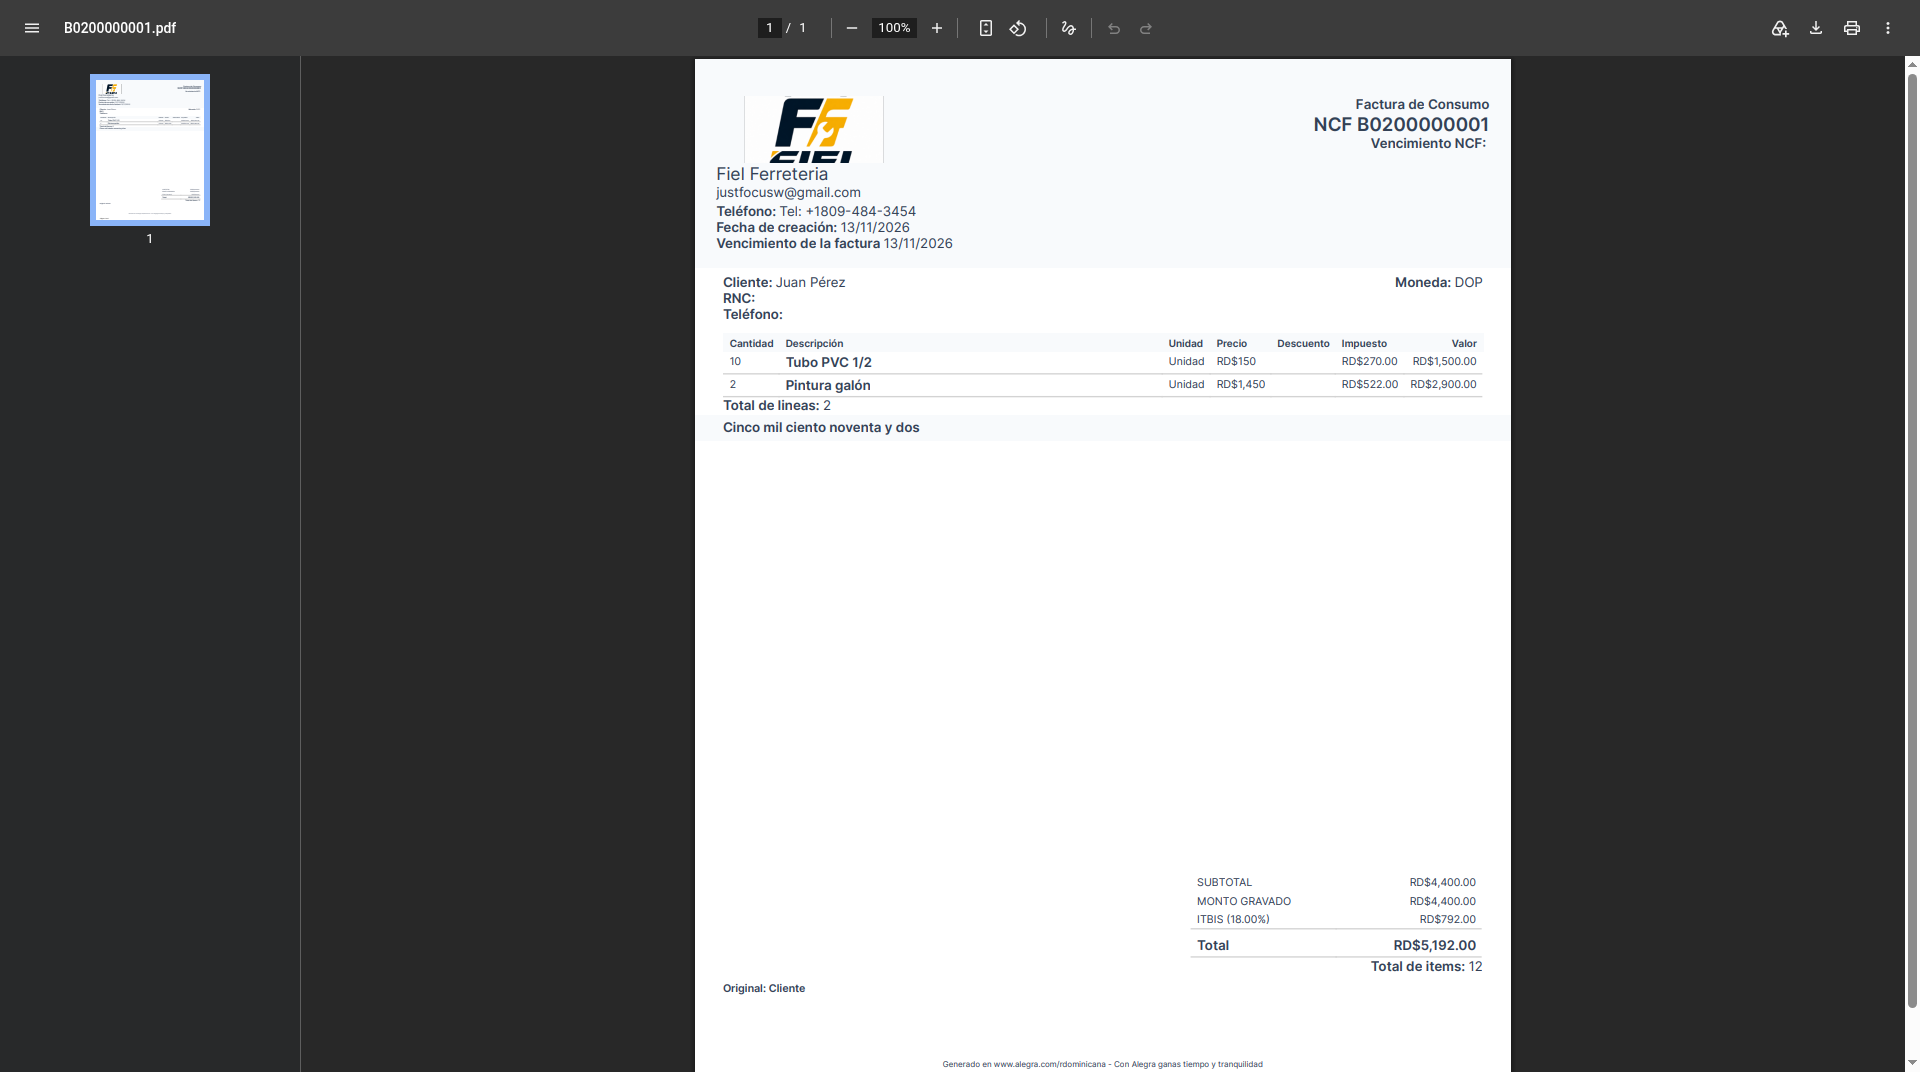 B0200000001.pdf
1 / 1
100%
1
FF
FIEL
Factura de Consumo
NCF B0200000001
Vencimiento NCF:
Fiel Ferreteria
justfocusw@gmail.com
Teléfono: Tel: +1809-484-3454
Fecha de creación: 13/11/2026
Vencimiento de la factura 13/11/2026
Cliente: Juan Pérez
Moneda: DOP
RNC:
Teléfono:
Cantidad Descripción Unidad Precio Descuento Impuesto Valor
10 Tubo PVC 1/2 Unidad RD$150 RD$270.00 RD$1,500.00
2 Pintura galón Unidad RD$1,450 RD$522.00 RD$2,900.00
Total de lineas: 2
Cinco mil ciento noventa y dos
SUBTOTAL RD$4,400.00
MONTO GRAVADO RD$4,400.00
ITBIS (18.00%) RD$792.00
Total RD$5,192.00
Total de items: 12
Original: Cliente
Generado en www.alegra.com/rdominicana - Con Alegra ganas tiempo y tranquilidad